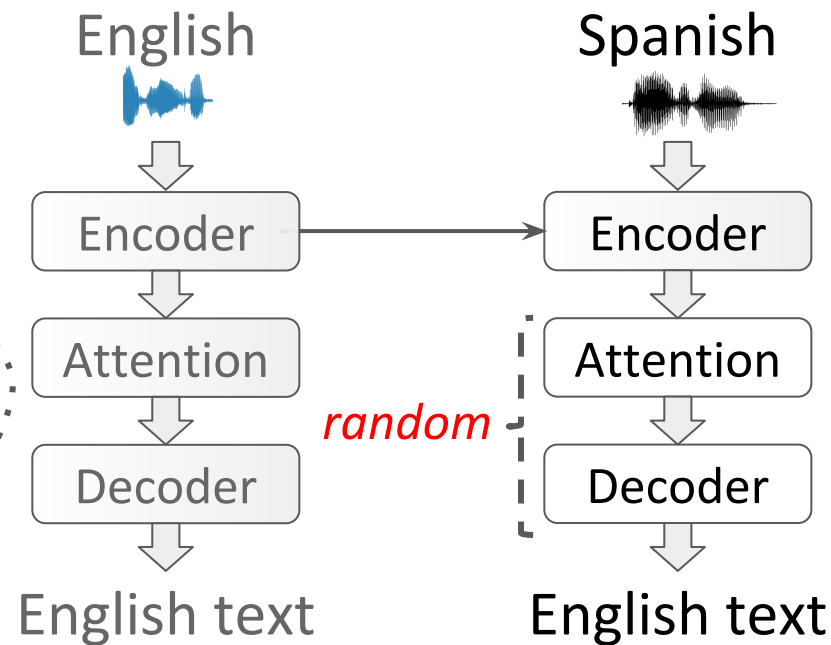 English
Spanish
Encoder
Encoder
Attention
Attention
random
Decoder
Decoder
English text
English text